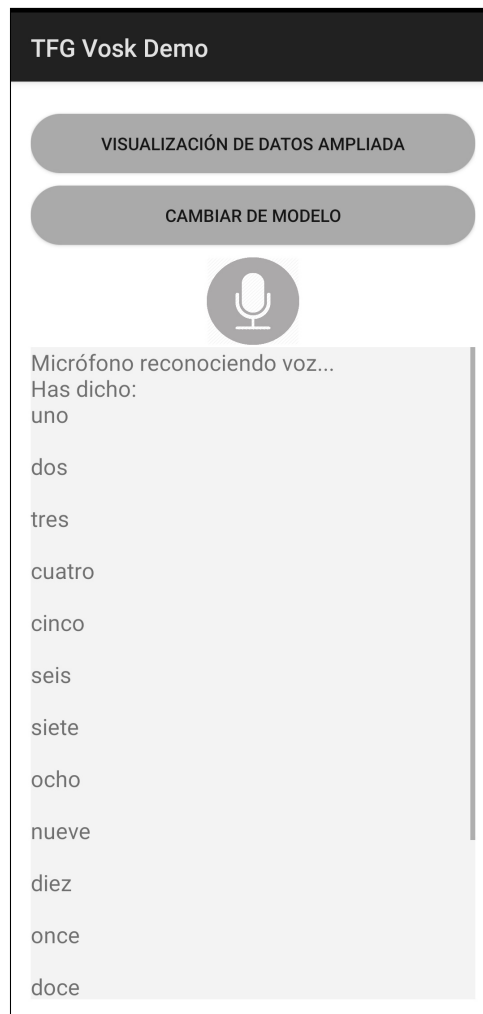 TFG Vosk Demo
VISUALIZACIÓN DE DATOS AMPLIADA
CAMBIAR DE MODELO
Micrófono reconociendo voz...
Has dicho:
uno
dos
tres
cuatro
cinco
seis
siete
ocho
nueve
diez
once
doce